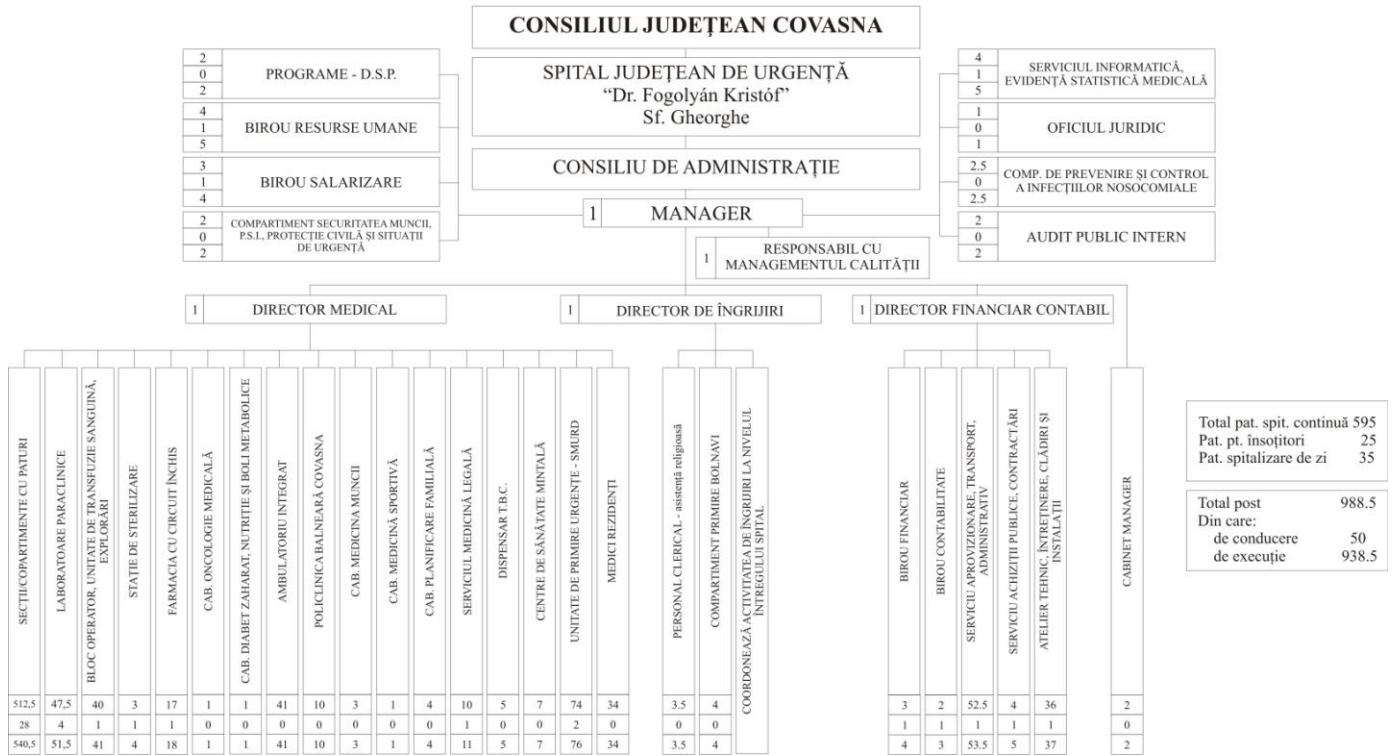 CONSILIUL JUDEŢEAN COVASNA
SPITAL JUDEȚEAN DE URGENȚĂ
“Dr. Fogolyán Kristóf”
Sf. Gheorghe
CONSILIU DE ADMINISTRAȚIE
1 MANAGER
1 RESPONSABIL CU
MANAGEMENTUL CALITĂȚII
2
0
2
PROGRAME - D.S.P.
4
1
5
BIROU RESURSE UMANE
3
1
4
BIROU SALARIZARE
2
0
2
COMPARTIMENT SECURITATEA MUNCII,
P.S.I., PROTECȚIE CIVILĂ ȘI SITUAȚII
DE URGENȚĂ
4
1
5
SERVICIUL INFORMATICĂ,
EVIDENȚĂ STATISTICĂ MEDICALĂ
1
0
1
OFICIUL JURIDIC
2.5
0
2.5
COMP. DE PREVENIRE ȘI CONTROL
A INFECȚIILOR NOSOCOMIALE
2
0
2
AUDIT PUBLIC INTERN
1 DIRECTOR MEDICAL
1 DIRECTOR DE ÎNGRIJIRI
1 DIRECTOR FINANCIAR CONTABIL
SECȚII/COPARTIMENTE CU PATURI
512,5
28
540,5
LABORATOARE PARACLINICE
47,5
4
51,5
BLOC OPERATOR, UNITATE DE TRANSFUZIE SANGUINĂ,
EXPLORĂRI
40
1
41
STAȚIE DE STERILIZARE
3
1
4
FARMACIA CU CIRCUIT ÎNCHIS
17
1
18
CAB. ONCOLOGIE MEDICALĂ
1
0
1
CAB. DIABET ZAHARAT, NUTRIȚIE ȘI BOLI METABOLICE
1
0
1
AMBULATORIU INTEGRAT
41
0
41
POLICLINICA BALNEARĂ COVASNA
10
0
10
CAB. MEDICINA MUNCII
3
0
3
CAB. MEDICINĂ SPORTIVĂ
1
0
1
CAB. PLANIFICARE FAMILIALĂ
4
0
4
SERVICIUL MEDICINĂ LEGALĂ
10
1
11
DISPENSAR T.B.C.
5
0
5
CENTRE DE SĂNĂTATE MINTALĂ
7
0
7
UNITATE DE PRIMIRE URGENȚE - SMURD
74
2
76
MEDICI REZIDENȚI
34
0
34
PERSONAL CLERICAL - asistență religioasă
3.5
0
3.5
COMPARTIMENT PRIMIRE BOLNAVI
4
0
4
COORDONEAZĂ ACTIVITATEA DE ÎNGRIJIRI LA NIVELUL
ÎNTREGULUI SPITAL
BIROU FINANCIAR
3
1
4
BIROU CONTABILITATE
2
1
3
SERVICIU APROVIZIONARE, TRANSPORT,
ADMINISTRATIV
52.5
1
53.5
SERVICIU ACHIZIȚII PUBLICE, CONTRACTĂRI
4
1
5
ATELIER TEHNIC, ÎNTREȚINERE, CLĂDIRI ȘI
INSTALAȚII
36
1
37
CABINET MANAGER
2
0
2
Total pat. spit. continuă 595
Pat. pt. însoțitori 25
Pat. spitalizare de zi 35
Total post 988.5
Din care:
de conducere 50
de execuție 938.5